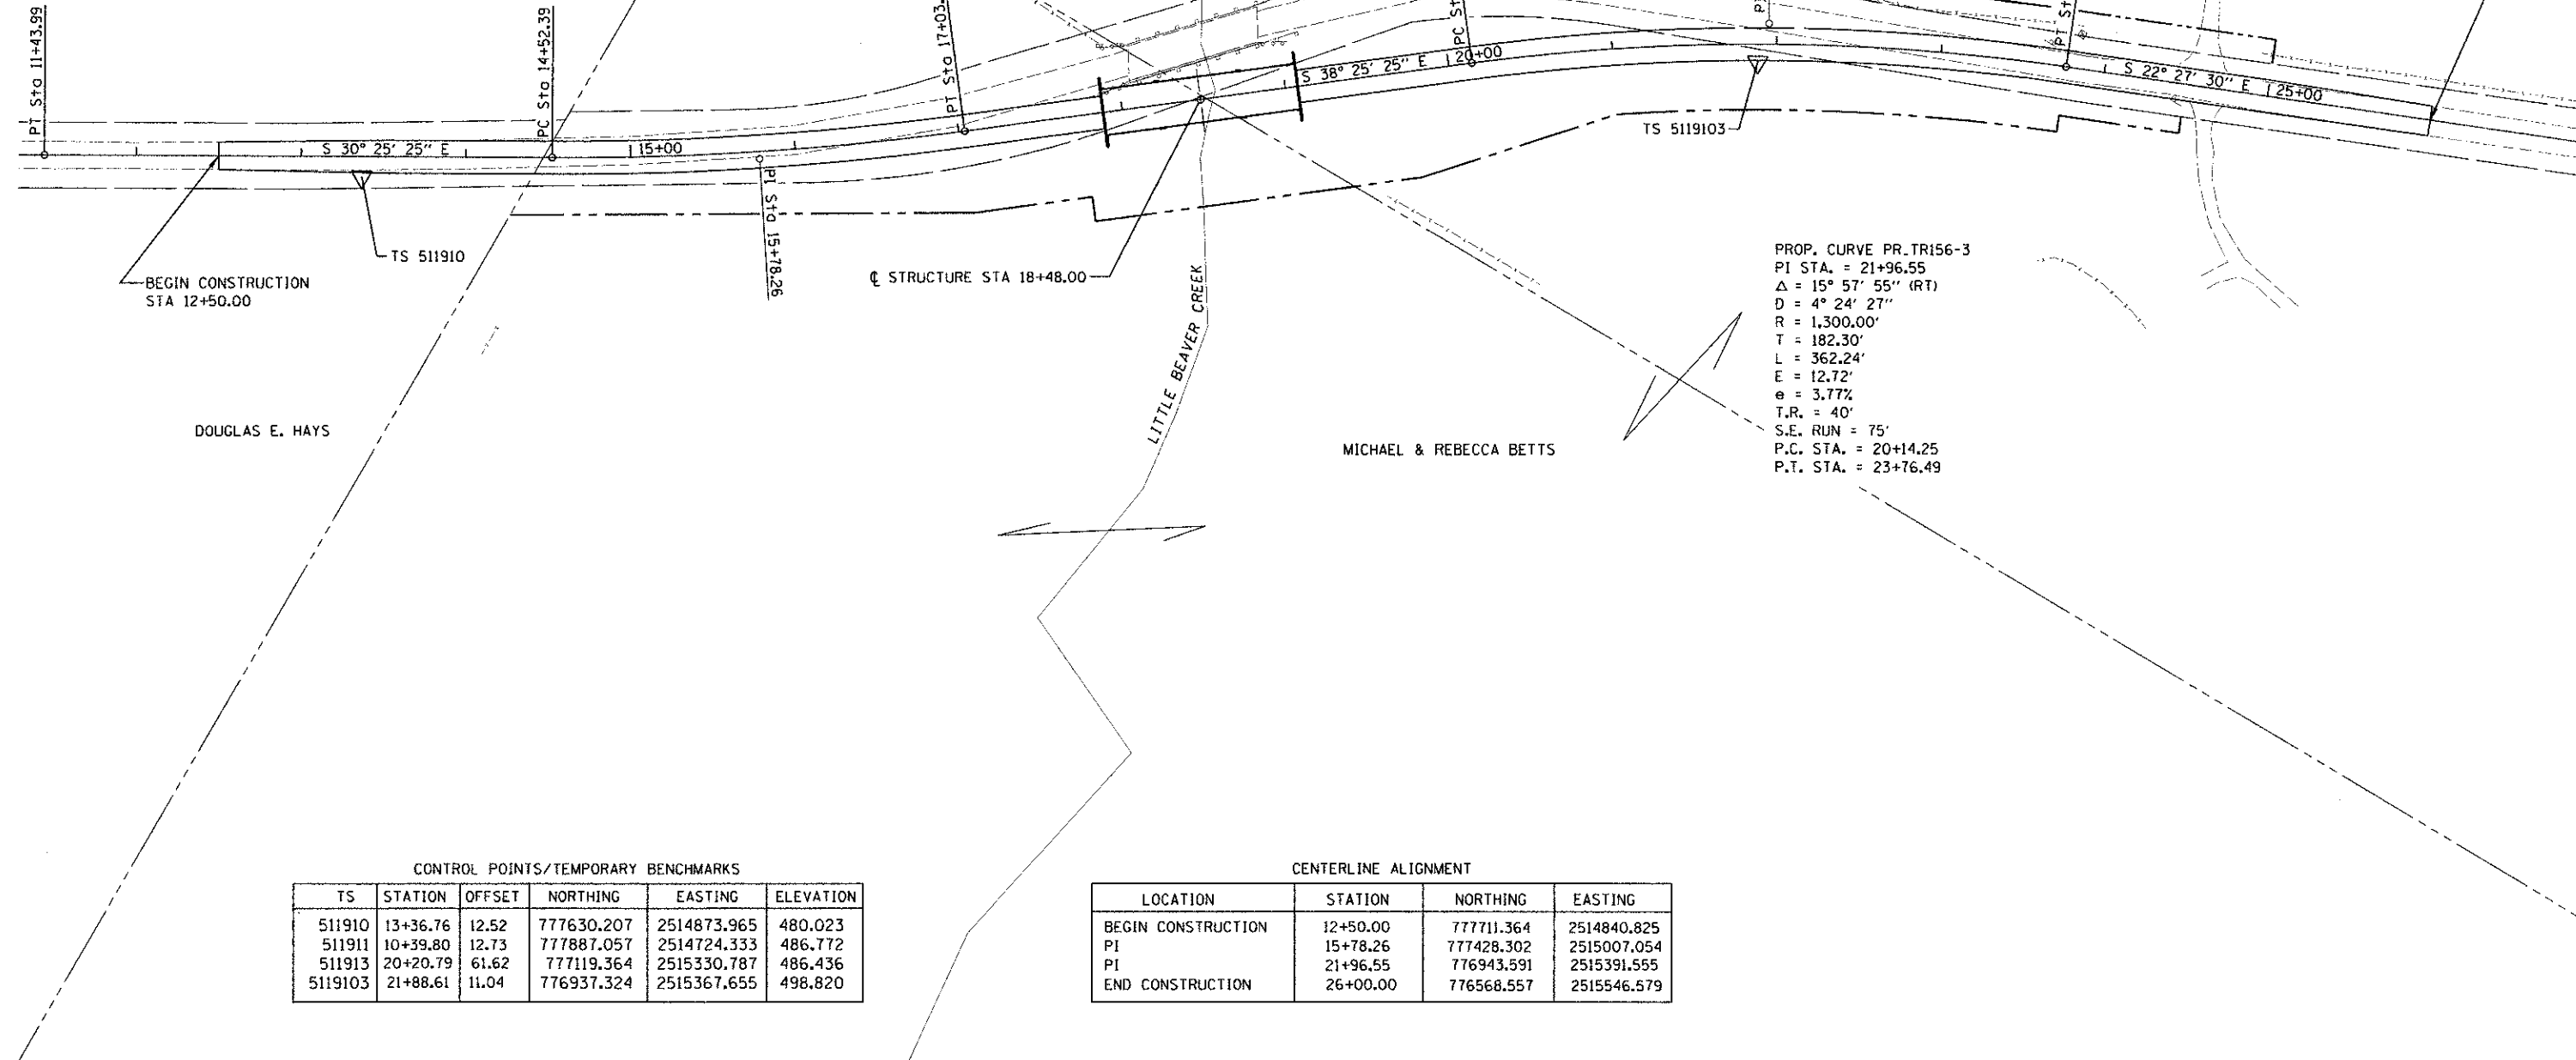 PT Sta 11+43.99
PC Sta 14+52.39
PT Sta 17+03.
PC St
PI
PT St
S 30° 25' 25" E
15+00
S 38° 25' 25" E
20+00
S 22° 27' 30" E
25+00
PI Sta 15+78.26
TS 511910
TS 5119103
BEGIN CONSTRUCTION
STA 12+50.00
℄ STRUCTURE STA 18+48.00
LITTLE BEAVER CREEK
PROP. CURVE PR_TR156-3
PI STA. = 21+96.55
Δ = 15° 57' 55" (RT)
D = 4° 24' 27"
R = 1,300.00'
T = 182.30'
L = 362.24'
E = 12.72'
e = 3.77%
T.R. = 40'
S.E. RUN = 75'
P.C. STA. = 20+14.25
P.T. STA. = 23+76.49
DOUGLAS E. HAYS
MICHAEL & REBECCA BETTS
CONTROL POINTS/TEMPORARY BENCHMARKS
TS STATION OFFSET NORTHING EASTING ELEVATION
511910 13+36.76 12.52 777630.207 2514873.965 480.023
511911 10+39.80 12.73 777887.057 2514724.333 486.772
511913 20+20.79 61.62 777119.364 2515330.787 486.436
5119103 21+88.61 11.04 776937.324 2515367.655 498.820
CENTERLINE ALIGNMENT
LOCATION STATION NORTHING EASTING
BEGIN CONSTRUCTION 12+50.00 777711.364 2514840.825
PI 15+78.26 777428.302 2515007.054
PI 21+96.55 776943.591 2515391.555
END CONSTRUCTION 26+00.00 776568.557 2515546.579